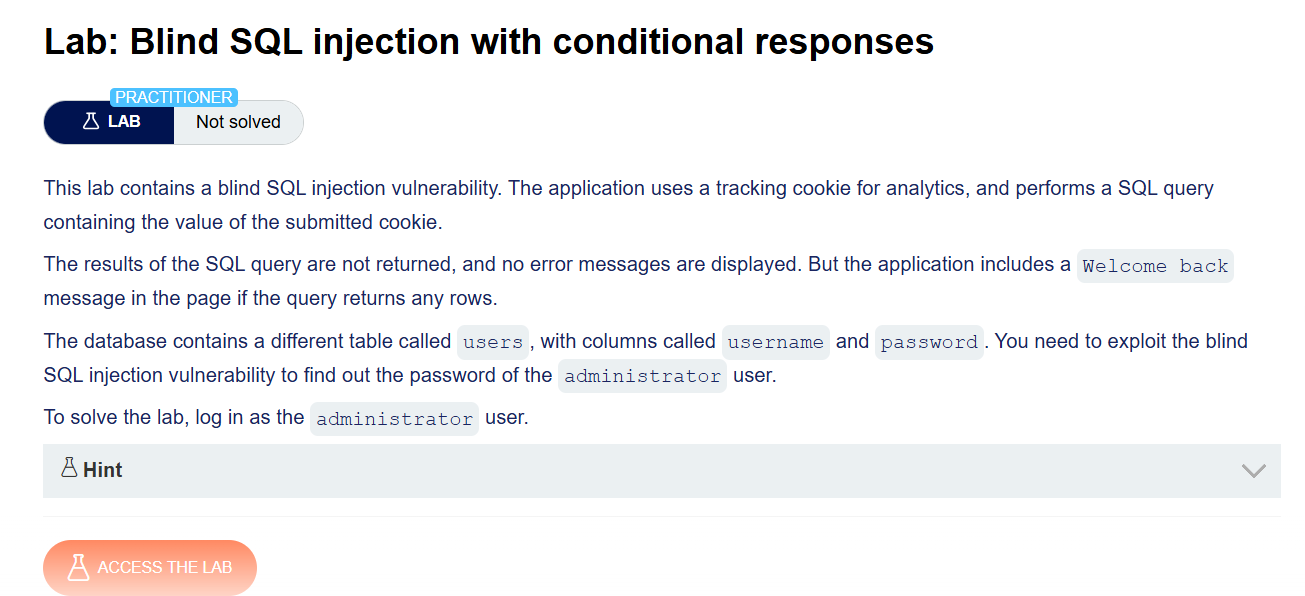 Lab: Blind SQL injection with conditional responses
PRACTITIONER
LAB Not solved
This lab contains a blind SQL injection vulnerability. The application uses a tracking cookie for analytics, and performs a SQL query
containing the value of the submitted cookie.
The results of the SQL query are not returned, and no error messages are displayed. But the application includes a Welcome back
message in the page if the query returns any rows.
The database contains a different table called users, with columns called username and password. You need to exploit the blind
SQL injection vulnerability to find out the password of the administrator user.
To solve the lab, log in as the administrator user.
Hint
ACCESS THE LAB